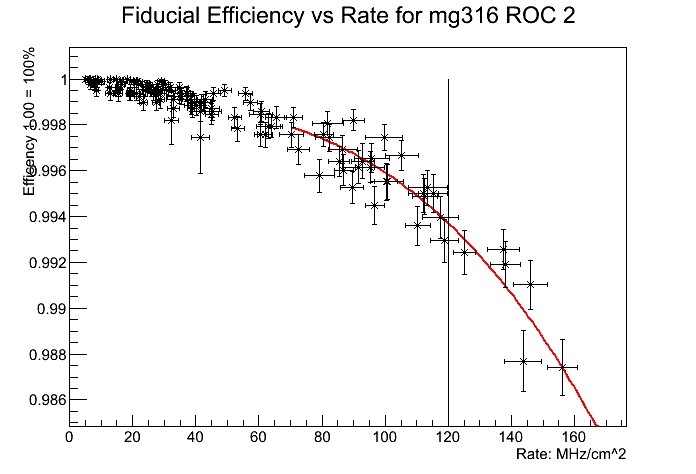 Fiducial Efficiency vs Rate for mg316 ROC 2
Efficency 1.00 = 100%
1
0.998
0.996
0.994
0.992
0.99
0.988
0.986
0 20 40 60 80 100 120 140 160
Rate: MHz/cm^2